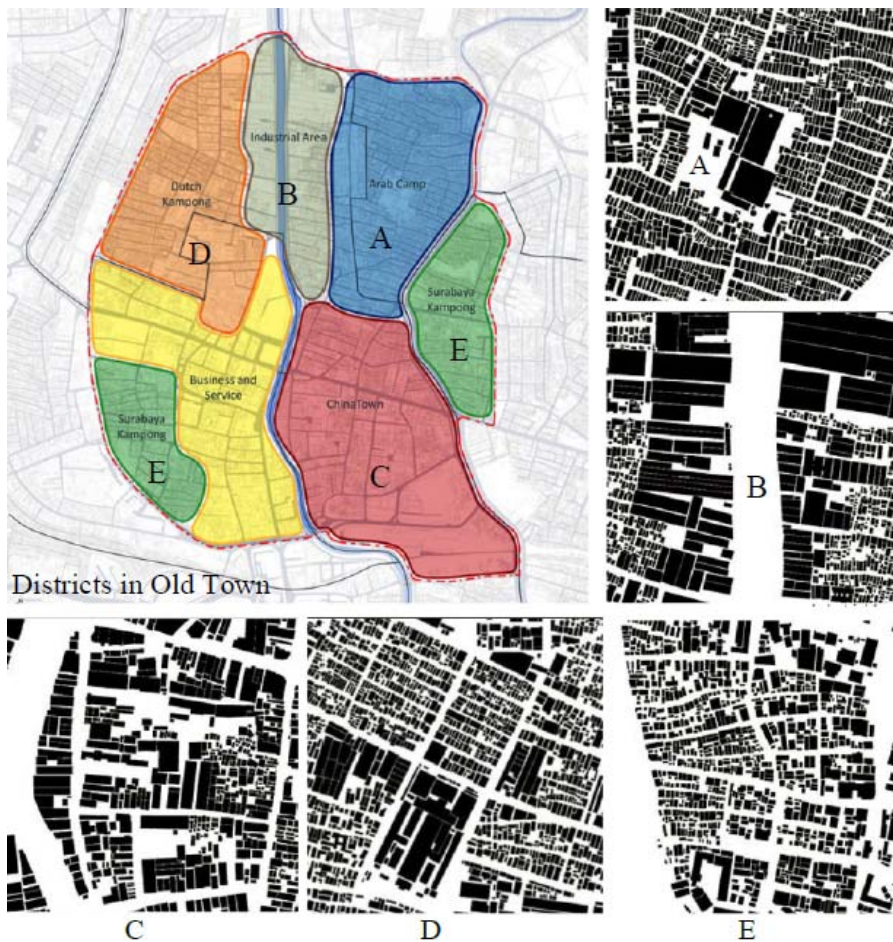 Industrial Area
B
Dutch
Kampong
D
Arab Camp
A
Surabaya
Kampong
E
Business and
Service
ChinaTown
C
Surabaya
Kampong
E
Districts in Old Town
A
B
C
D
E